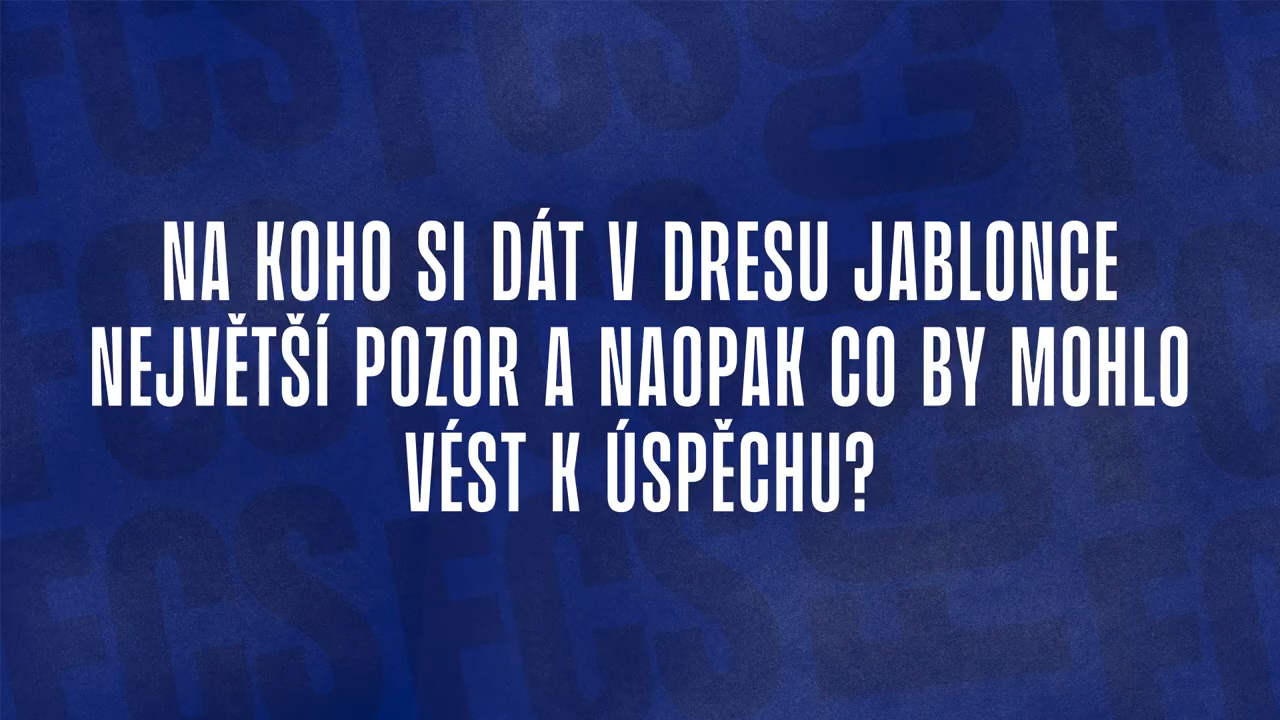 NA KOHO SI DÁT V DRESU JABLONCE
NEJVĚTŠÍ POZOR A NAOPAK CO BY MOHLO
VÉST K ÚSPĚCHU?